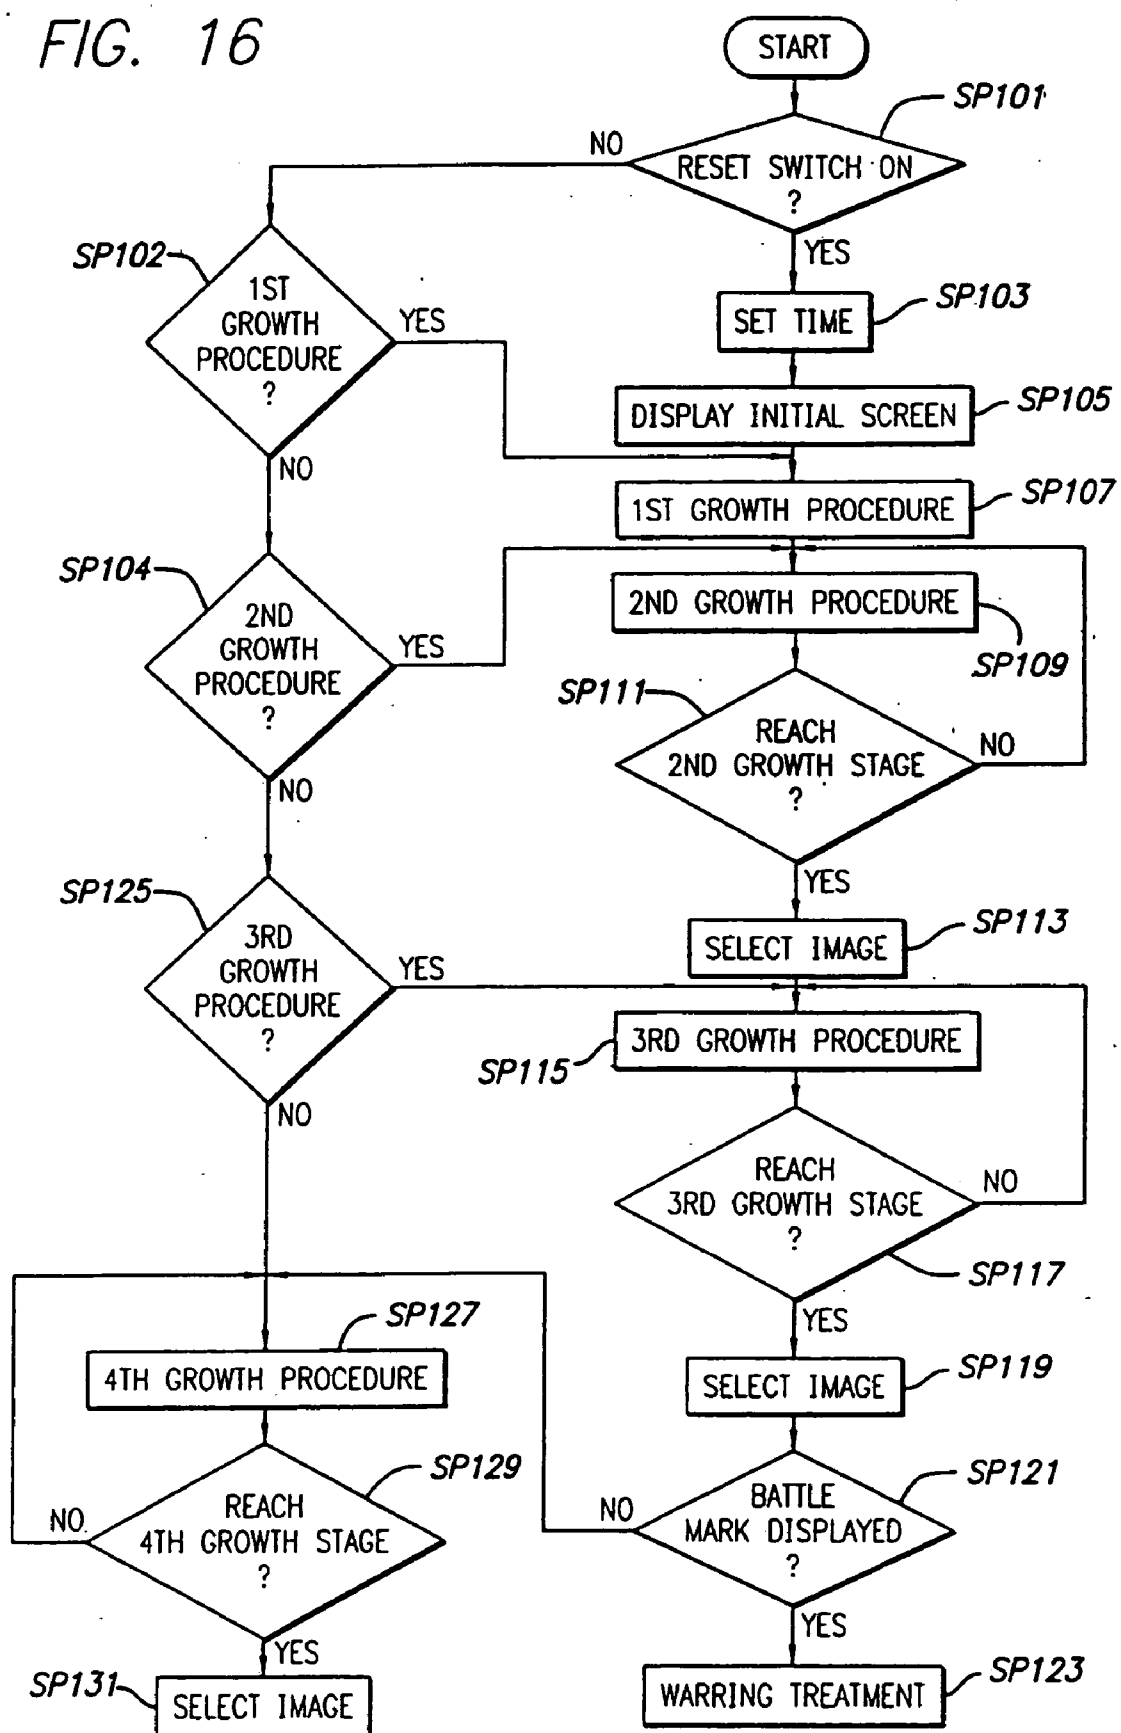 FIG. 16
START
SP101
NO
RESET SWITCH ON
?
YES
SP102
1ST
GROWTH
PROCEDURE
?
YES
NO
SP103
SET TIME
SP105
DISPLAY INITIAL SCREEN
SP107
1ST GROWTH PROCEDURE
SP104
2ND
GROWTH
PROCEDURE
?
YES
NO
2ND GROWTH PROCEDURE
SP109
SP111
REACH
2ND GROWTH STAGE
?
NO
YES
SP113
SELECT IMAGE
SP125
3RD
GROWTH
PROCEDURE
?
YES
NO
3RD GROWTH PROCEDURE
SP115
REACH
3RD GROWTH STAGE
?
NO
SP117
YES
SP119
SELECT IMAGE
SP121
BATTLE
MARK DISPLAYED
?
NO
YES
SP123
WARRING TREATMENT
SP127
4TH GROWTH PROCEDURE
SP129
REACH
4TH GROWTH STAGE
?
NO
YES
SP131
SELECT IMAGE